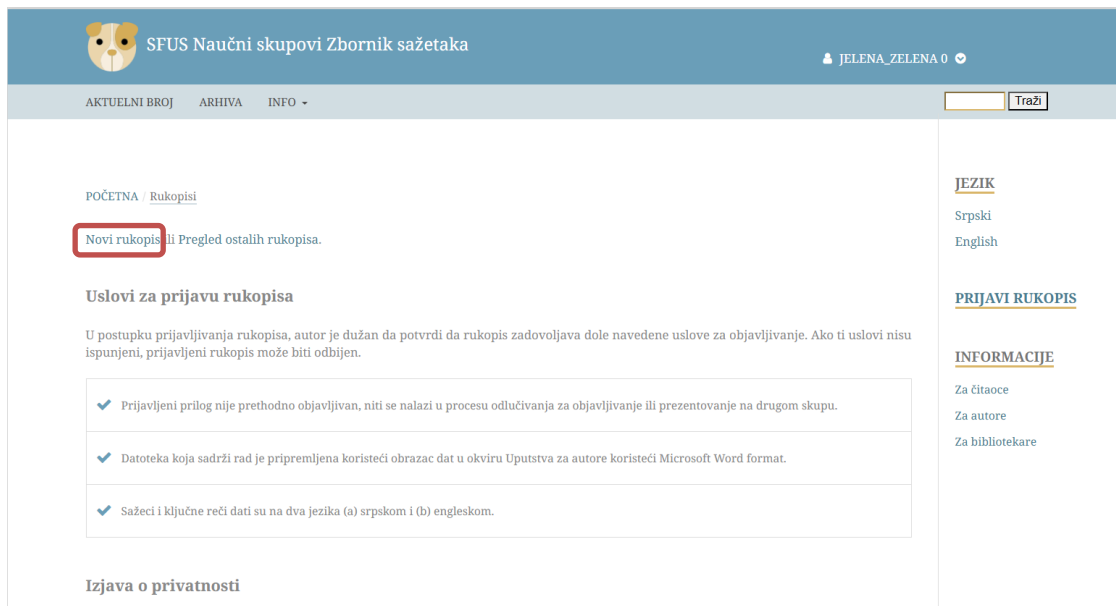 SFUS Naučni skupovi Zbornik sažetaka
JELENA_ZELENA 0
AKTUELNI BROJ ARHIVA INFO
Traži
POČETNA / Rukopisi
Novi rukopis li Pregled ostalih rukopisa.
Uslovi za prijavu rukopisa
U postupku prijavljivanja rukopisa, autor je dužan da potvrdi da rukopis zadovoljava dole navedene uslove za objavljivanje. Ako ti uslovi nisu
ispunjeni, prijavljeni rukopis može biti odbijen.
Prijavljeni prilog nije prethodno objavljivan, niti se nalazi u procesu odlučivanja za objavljivanje ili prezentovanje na drugom skupu.
Datoteka koja sadrži rad je pripremljena koristeći obrazac dat u okviru Uputstva za autore koristeći Microsoft Word format.
Sažeci i ključne reči dati su na dva jezika (a) srpskom i (b) engleskom.
Izjava o privatnosti
JEZIK
Srpski
English
PRIJAVI RUKOPIS
INFORMACIJE
Za čitaoce
Za autore
Za bibliotekare